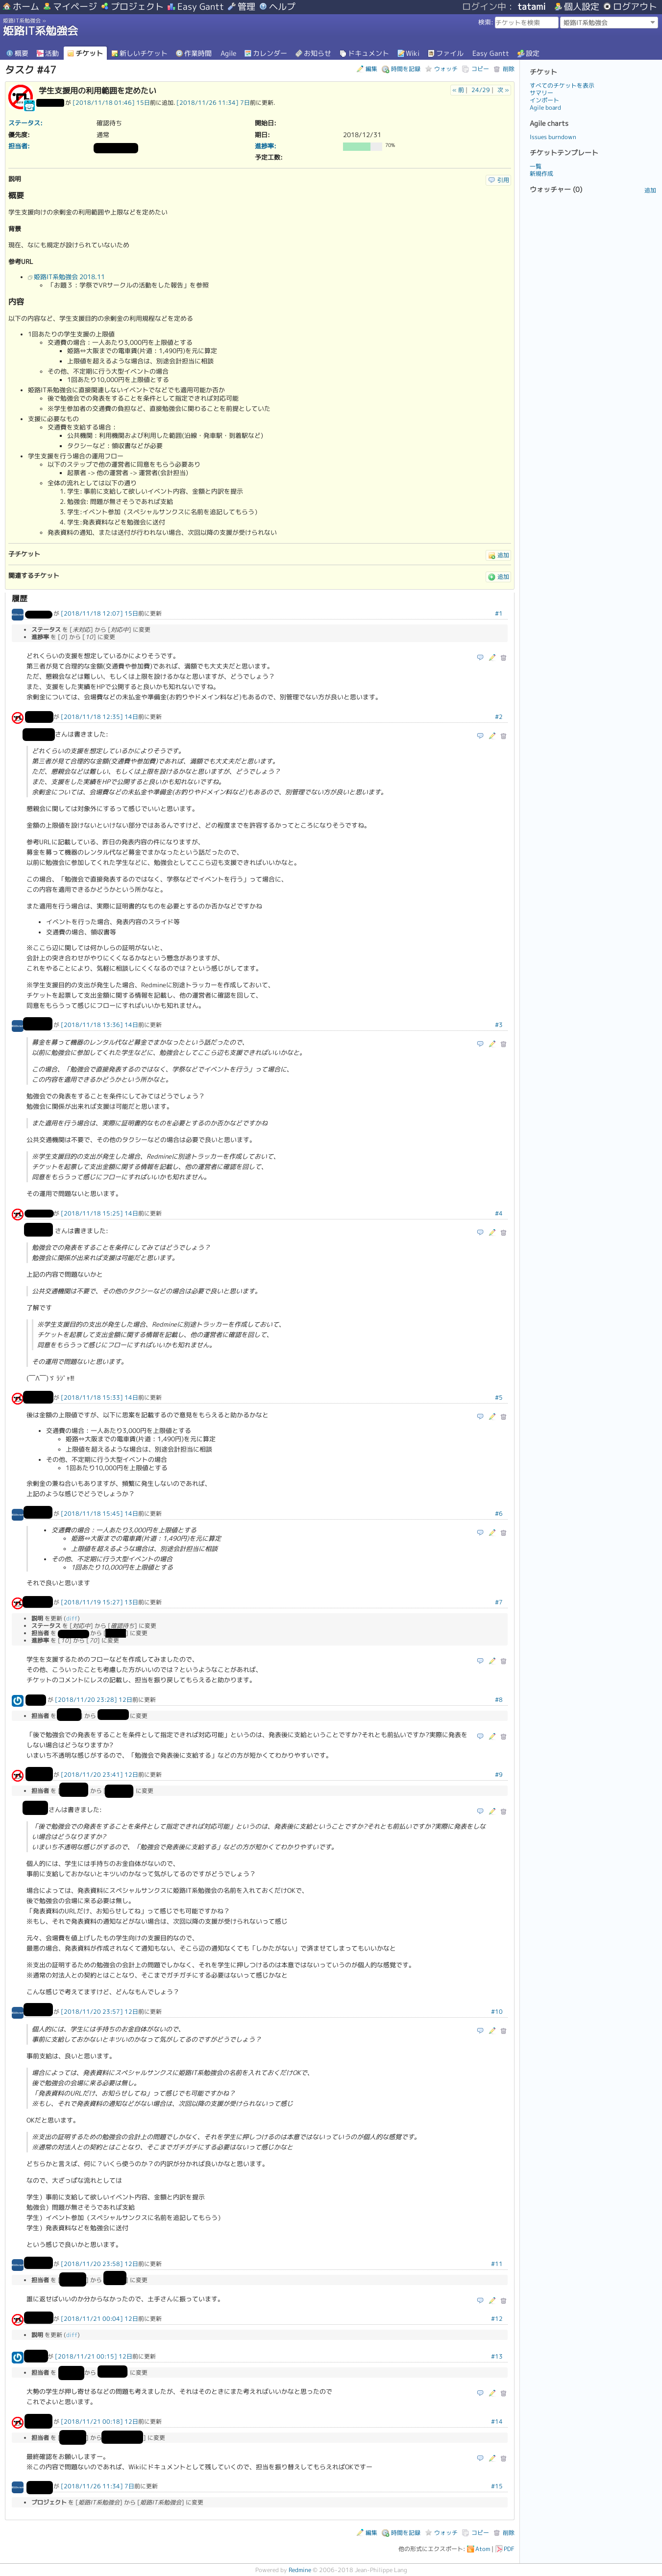 ホーム マイページ プロジェクト Easy Gantt 管理 ヘルプ ログイン中： tatami 個人設定 ログアウト
姫路IT系勉強会 »
姫路IT系勉強会
検索: チケットを検索 姫路IT系勉強会
概要 活動 チケット 新しいチケット 作業時間 Agile カレンダー お知らせ ドキュメント Wiki ファイル Easy Gantt 設定
タスク #47
編集 時間を記録 ウォッチ コピー 削除
学生支援用の利用範囲を定めたい
« 前 | 24/29 | 次 »
が [2018/11/18 01:46] 15日前に追加. [2018/11/26 11:34] 7日前に更新.
ステータス: 確認待ち 開始日:
優先度: 通常 期日: 2018/12/31
担当者: 進捗率: 70%
予定工数:
説明 引用
概要
学生支援向けの余剰金の利用範囲や上限などを定めたい
背景
現在、なにも規定が設けられていないため
参考URL
姫路IT系勉強会 2018.11
「お題３：学祭でVRサークルの活動をした報告」を参照
内容
以下の内容など、学生支援目的の余剰金の利用規程などを定める
1回あたりの学生支援の上限値
交通費の場合：一人あたり3,000円を上限値とする
姫路⇔大阪までの電車賃(片道：1,490円)を元に算定
上限値を超えるような場合は、別途会計担当に相談
その他、不定期に行う大型イベントの場合
1回あたり10,000円を上限値とする
姫路IT系勉強会に直接関連しないイベントでなどでも適用可能か否か
後で勉強会での発表をすることを条件として指定できれば対応可能
※学生参加者の交通費の負担など、直接勉強会に関わることを前提としていた
支援に必要なもの
交通費を支給する場合：
公共機関：利用機関および利用した範囲(沿線・発車駅・到着駅など)
タクシーなど：領収書などが必要
学生支援を行う場合の運用フロー
以下のステップで他の運営者に同意をもらう必要あり
起票者 -> 他の運営者 -> 運営者(会計担当)
全体の流れとしては以下の通り
1. 学生: 事前に支給して欲しいイベント内容、金額と内訳を提示
2. 勉強会: 問題が無さそうであれば支給
3. 学生:イベント参加（スペシャルサンクスに名前を追記してもらう）
4. 学生:発表資料などを勉強会に送付
発表資料の通知、または送付が行われない場合、次回以降の支援が受けられない
子チケット 追加
関連するチケット 追加
履歴
が [2018/11/18 12:07] 15日前に更新 #1
ステータス を [未対応] から [対応中] に変更
進捗率 を [0] から [10] に変更
どれくらいの支援を想定しているかによりそうです。
第三者が見て合理的な金額(交通費や参加費)であれば、満額でも大丈夫だと思います。
ただ、懇親会などは難しい、もしくは上限を設けるかなと思いますが、どうでしょう？
また、支援をした実績をHPで公開すると良いかも知れないですね。
余剰金については、会場費などの未払金や準備金(お釣りやドメイン料など)もあるので、別管理でない方が良いと思います。
が [2018/11/18 12:35] 14日前に更新 #2
さんは書きました:
どれくらいの支援を想定しているかによりそうです。
第三者が見て合理的な金額(交通費や参加費)であれば、満額でも大丈夫だと思います。
ただ、懇親会などは難しい、もしくは上限を設けるかなと思いますが、どうでしょう？
また、支援をした実績をHPで公開すると良いかも知れないですね。
余剰金については、会場費などの未払金や準備金(お釣りやドメイン料など)もあるので、別管理でない方が良いと思います。
懇親会に関しては対象外にするって感じでいいと思います。
金額の上限値を設けないといけない部分ではあるんですけど、どの程度までを許容するかってところになりそうですね。
参考URLに記載している、昨日の発表内容の件になりますが、
募金を募って機器のレンタル代など募金でまかなったという話だったので、
以前に勉強会に参加してくれた学生などに、勉強会としてここら辺も支援できればいいかなと。
この場合、「勉強会で直接発表するのではなく、学祭などでイベントを行う」って場合に、
この内容を適用できるかどうかという所かなと。
また適用を行う場合は、実際に証明書的なものを必要とするのか否かなどですかね
イベントを行った場合、発表内容のスライド等
交通費の場合、領収書等
※ここら辺に関しては何かしらの証明がないと、
会計上の突き合わせがやりにくくなるかなという懸念がありますが、
これをやることにより、気軽に相談しにくくなるのでは？という感じがしてます。
※学生支援目的の支出が発生した場合、Redmineに別途トラッカーを作成しておいて、
チケットを起票して支出金額に関する情報を記載し、他の運営者に確認を回して、
同意をもらうって感じにフローにすればいいかも知れません。
が [2018/11/18 13:36] 14日前に更新 #3
募金を募って機器のレンタル代など募金でまかなったという話だったので、
以前に勉強会に参加してくれた学生などに、勉強会としてここら辺も支援できればいいかなと。
この場合、「勉強会で直接発表するのではなく、学祭などでイベントを行う」って場合に、
この内容を適用できるかどうかという所かなと。
勉強会での発表をすることを条件にしてみてはどうでしょう？
勉強会に関係が出来れば支援は可能だと思います。
また適用を行う場合は、実際に証明書的なものを必要とするのか否かなどですかね
公共交通機関は不要で、その他のタクシーなどの場合は必要で良いと思います。
※学生支援目的の支出が発生した場合、Redmineに別途トラッカーを作成しておいて、
チケットを起票して支出金額に関する情報を記載し、他の運営者に確認を回して、
同意をもらうって感じにフローにすればいいかも知れません。
その運用で問題ないと思います。
が [2018/11/18 15:25] 14日前に更新 #4
さんは書きました:
勉強会での発表をすることを条件にしてみてはどうでしょう？
勉強会に関係が出来れば支援は可能だと思います。
上記の内容で問題ないかと
公共交通機関は不要で、その他のタクシーなどの場合は必要で良いと思います。
了解です
※学生支援目的の支出が発生した場合、Redmineに別途トラッカーを作成しておいて、
チケットを起票して支出金額に関する情報を記載し、他の運営者に確認を回して、
同意をもらうって感じにフローにすればいいかも知れません。
その運用で問題ないと思います。
が [2018/11/18 15:33] 14日前に更新 #5
後は金額の上限値ですが、以下に思案を記載するので意見をもらえると助かるかなと
交通費の場合：一人あたり3,000円を上限値とする
姫路⇔大阪までの電車賃(片道：1,490円)を元に算定
上限値を超えるような場合は、別途会計担当に相談
その他、不定期に行う大型イベントの場合
1回あたり10,000円を上限値とする
余剰金の兼ね合いもありますが、頻繁に発生しないのであれば、
上記のような感じでどうでしょうか？
が [2018/11/18 15:45] 14日前に更新 #6
交通費の場合：一人あたり3,000円を上限値とする
姫路⇔大阪までの電車賃(片道：1,490円)を元に算定
上限値を超えるような場合は、別途会計担当に相談
その他、不定期に行う大型イベントの場合
1回あたり10,000円を上限値とする
それで良いと思います
が [2018/11/19 15:27] 13日前に更新 #7
説明 を更新 (diff)
ステータス を [対応中] から [確認待ち] に変更
担当者 を から に変更
進捗率 を [10] から [70] に変更
学生を支援するためのフローなどを作成してみましたので、
その他、こういったことも考慮した方がいいのでは？というようなことがあれば、
チケットのコメントにレスの記載し、担当を振り戻してもらえると助かります。
が [2018/11/20 23:28] 12日前に更新 #8
担当者 を から に変更
「後で勉強会での発表をすることを条件として指定できれば対応可能」というのは、発表後に支給ということですか?それとも前払いですか?実際に発表をしない場合はどうなりますか?
いまいち不透明な感じがするので、「勉強会で発表後に支給する」などの方が短かくてわかりやすいです。
が [2018/11/20 23:41] 12日前に更新 #9
担当者 を から に変更
さんは書きました:
「後で勉強会での発表をすることを条件として指定できれば対応可能」というのは、発表後に支給ということですか?それとも前払いですか?実際に発表をしない場合はどうなりますか?
いまいち不透明な感じがするので、「勉強会で発表後に支給する」などの方が短かくてわかりやすいです。
個人的には、学生には手持ちのお金自体がないので、
事前に支給しておかないとキツいのかなって気がしてるのですがどうでしょう？
場合によっては、発表資料にスペシャルサンクスに姫路IT系勉強会の名前を入れておくだけOKで、
後で勉強会の会場に来る必要は無し。
「発表資料のURLだけ、お知らせしてね」って感じでも可能ですかね？
※もし、それで発表資料の通知などがない場合は、次回以降の支援が受けられないって感じ
元々、会場費を値上げしたもの学生向けの支援目的なので、
最悪の場合、発表資料が作成されなくて通知もない、そこら辺の通知なくても「しかたがない」で済ませてしまってもいいかなと
※支出の証明するための勉強会の会計上の問題でしかなく、それを学生に押しつけるのは本意ではないっていうのが個人的な感覚です。
※通常の対法人との契約とはことなり、そこまでガチガチにする必要はないって感じかなと
こんな感じで考えてますけど、どんなもんでしょう？
が [2018/11/20 23:57] 12日前に更新 #10
個人的には、学生には手持ちのお金自体がないので、
事前に支給しておかないとキツいのかなって気がしてるのですがどうでしょう？
事前支給は、良いと思います。
場合によっては、発表資料にスペシャルサンクスに姫路IT系勉強会の名前を入れておくだけOKで、
後で勉強会の会場に来る必要は無し。
「発表資料のURLだけ、お知らせしてね」って感じでも可能ですかね？
※もし、それで発表資料の通知などがない場合は、次回以降の支援が受けられないって感じ
OKだと思います。
※支出の証明するための勉強会の会計上の問題でしかなく、それを学生に押しつけるのは本意ではないっていうのが個人的な感覚です。
※通常の対法人との契約とはことなり、そこまでガチガチにする必要はないって感じかなと
どちらかと言えば、何に？いくら使うのか？の内訳が分かれば良いかなと思います。
なので、大ざっぱな流れとしては
学生）事前に支給して欲しいイベント内容、金額と内訳を提示
勉強会）問題が無さそうであれば支給
学生）イベント参加（スペシャルサンクスに名前を追記してもらう）
学生）発表資料などを勉強会に送付
という感じで良いかと思います。
が [2018/11/20 23:58] 12日前に更新 #11
担当者 を から に変更
誰に返せばいいのか分からなかったので、土手さんに振っています。
が [2018/11/21 00:04] 12日前に更新 #12
説明 を更新 (diff)
が [2018/11/21 00:15] 12日前に更新 #13
担当者 を から に変更
大勢の学生が押し寄せるなどの問題も考えましたが、それはそのときにまた考えればいいかなと思ったので
これでよいと思います。
が [2018/11/21 00:18] 12日前に更新 #14
担当者 を から に変更
最終確認をお願いします―。
※この内容で問題ないのであれば、Wikiにドキュメントとして残していくので、担当を振り替えしてもらえればOKですー
が [2018/11/26 11:34] 7日前に更新 #15
プロジェクト を [姫路IT系勉強会] から [姫路IT系勉強会] に変更
編集 時間を記録 ウォッチ コピー 削除
他の形式にエクスポート: Atom | PDF
チケット
すべてのチケットを表示
サマリー
インポート
Agile board
Agile charts
Issues burndown
チケットテンプレート
一覧
新規作成
ウォッチャー (0) 追加
Powered by Redmine © 2006-2018 Jean-Philippe Lang